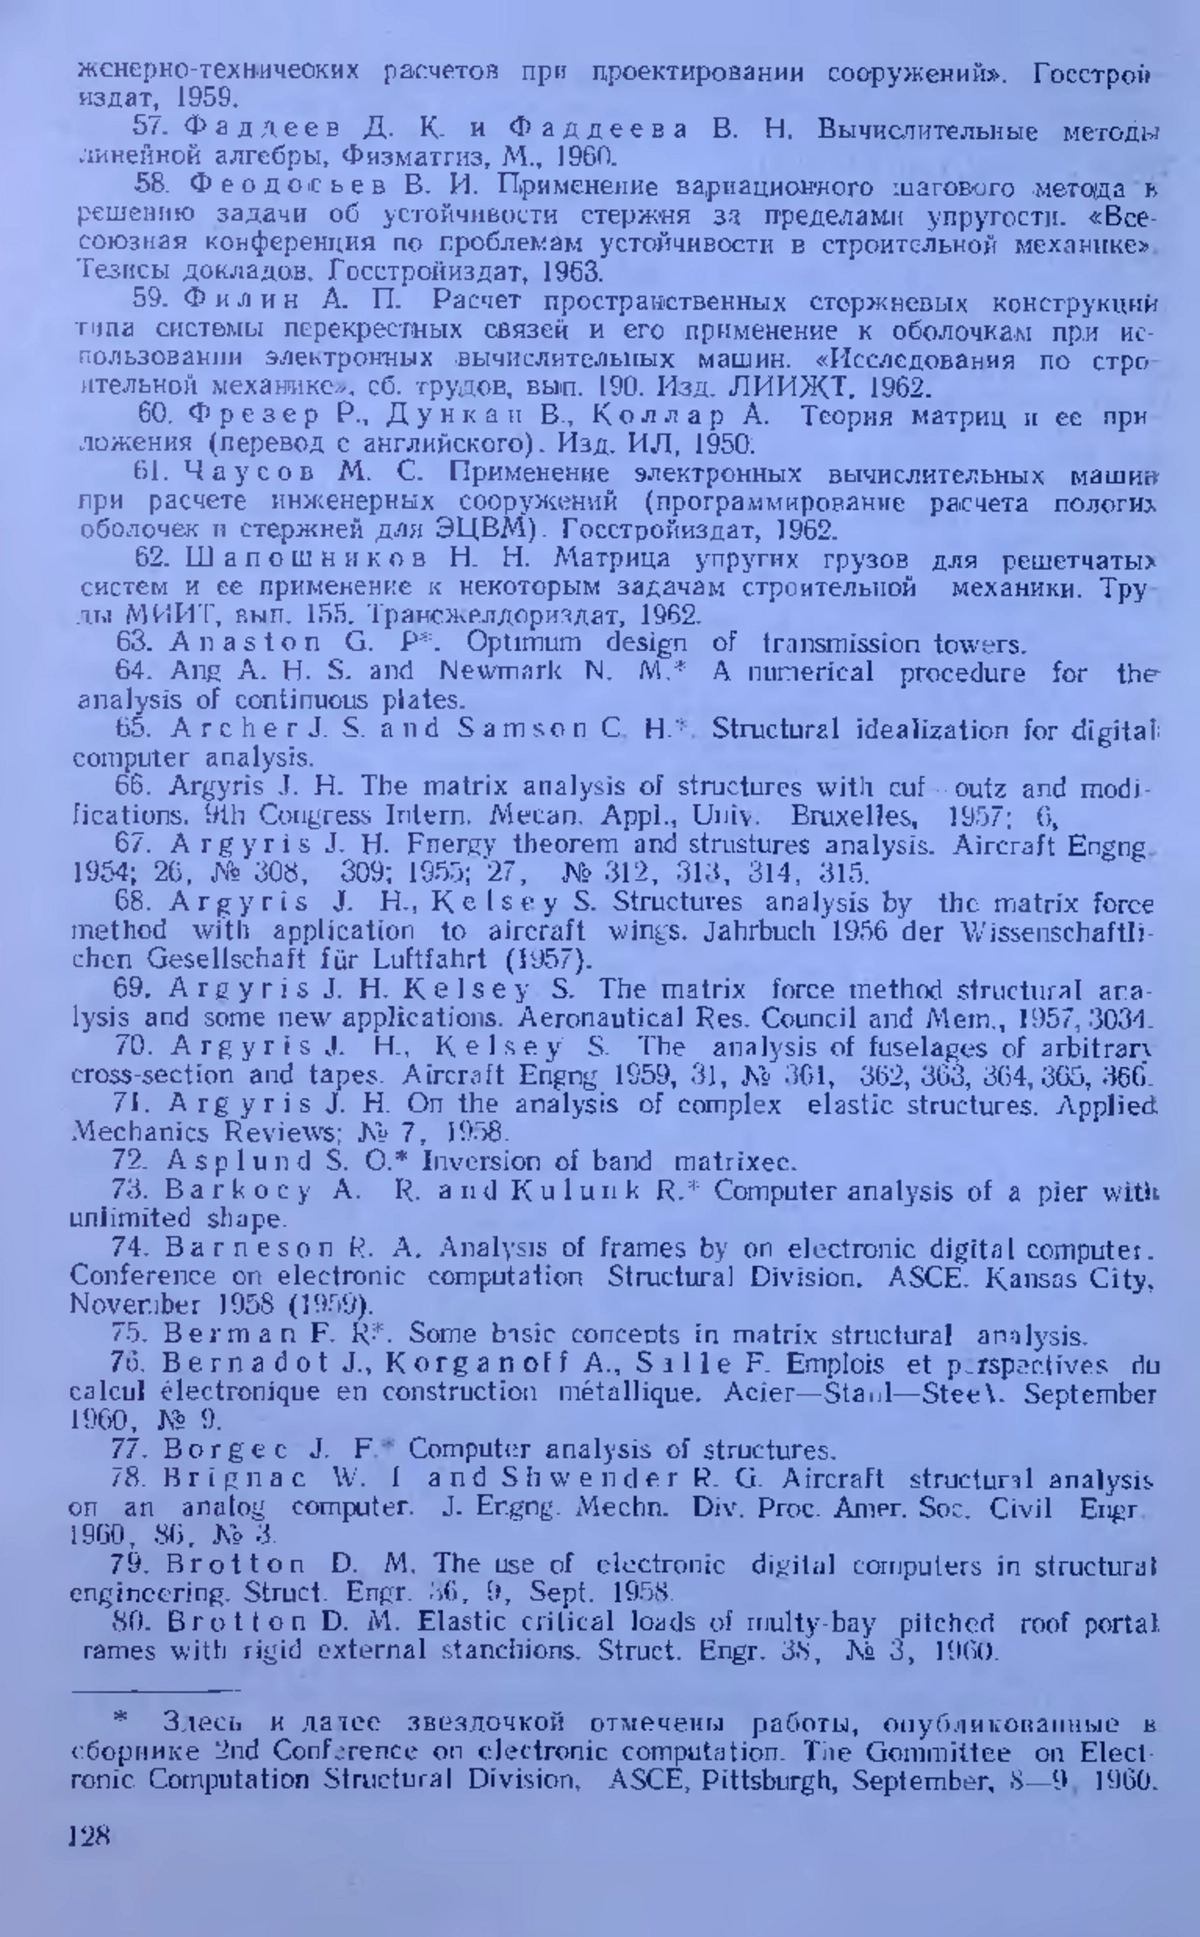 женерно-технических расчетов при проектировании сооружений». Госстрой
издат, 1959.
57. Фаддеев Д. К. и Фаддеева В. Н. Вычислительные методы
линейной алгебры, Физматгиз, М., 1960.
58. Феодосьев В. И. Применение вариационного шагового метода к
решению задачи об устойчивости стержня за пределами упругости. «Все-
союзная конференция по проблемам устойчивости в строительной механике».
Тезисы докладов. Госстройиздат, 1963.
59. Филин А. П. Расчет пространственных стержневых конструкций
типа системы перекрестных связей и его применение к оболочкам при ис-
пользовании электронных вычислительных машин. «Исследования по стро-
ительной механике», сб. трудов, вып. 190. Изд. ЛИИЖТ, 1962.
60. Фрезер Р., Дункан В., Коллар А. Теория матриц и ее при-
ложения (перевод с английского). Изд. ИЛ, 1950.
61. Чаусов М. С. Применение электронных вычислительных машин
при расчете инженерных сооружений (программирование расчета пологих
оболочек и стержней для ЭЦВМ). Госстройиздат, 1962.
62. Шапошников Н. Н. Матрица упругих грузов для решетчатых
систем и ее применение к некоторым задачам строительной механики. Тру-
ды МИИТ, вып. 155. Трансжелдориздат, 1962.
63. Anaston G. P*. Optimum design of transmission towers.
64. Ang A. H. S. and Newmark N. M.* A numerical procedure for the
analysis of continuous plates.
65. Archer J. S. and Samson C. H.*. Structural idealization for digital
computer analysis.
66. Argyris J. H. The matrix analysis of structures with cuf outz and modi-
fications. 9th Congress Intern. Mecan. Appl., Univ. Bruxelles, 1957; 6,
67. Argyris J. H. Energy theorem and strustures analysis. Aircraft Engng.
1954; 26, № 308, 309; 1955; 27, № 312, 313, 314, 315.
68. Argyris J. H., Kelsey S. Structures analysis by the matrix force
method with application to aircraft wings. Jahrbuch 1956 der Wissenschaftli-
chen Gesellschaft für Luftfahrt (1957).
69. Argyris J. H. Kelsey S. The matrix force method structural ana-
lysis and some new applications. Aeronautical Res. Council and Mem., 1957, 3034.
70. Argyris J. H., Kelsey S. The analysis of fuselages of arbitrary
cross-section and tapes. Aircraft Engng 1959, 31, № 361, 362, 363, 364, 365, 366.
71. Argyris J. H. On the analysis of complex elastic structures. Applied
Mechanics Reviews; № 7, 1958.
72. Asplund S. O.* Inversion of band matrixec.
73. Barkocy A. R. and Kulunk R.* Computer analysis of a pier with
unlimited shape.
74. Barneson R. A. Analysis of frames by on electronic digital computer.
Conference on electronic computation Structural Division. ASCE. Kansas City,
November 1958 (1959).
75. Berman F. R*. Some basic concepts in matrix structural analysis.
76. Bernadot J., Korganoff A., Salle F. Emplois et perspectives du
calcul électronique en construction métallique. Acier—Stahl—Steel. September
1960, № 9.
77. Borgec J. F.* Computer analysis of structures.
78. Brignac W. I and Shwender R. G. Aircraft structural analysis
on an analog computer. J. Engng. Mechn. Div. Proc. Amer. Soc. Civil Engr.
1960, 86, № 3.
79. Brotton D. M. The use of electronic digital computers in structural
engineering. Struct. Engr. 36, 9, Sept. 1958.
80. Brotton D. M. Elastic critical loads of multy-bay pitched roof portal
rames with rigid external stanchions. Struct. Engr. 38, № 3, 1960.
* Здесь и далее звездочкой отмечены работы, опубликованные в
сборнике 2nd Conference on electronic computation. The Gommittee on Elect-
ronic Computation Structural Division, ASCE, Pittsburgh, September, 8—9, 1960.
128